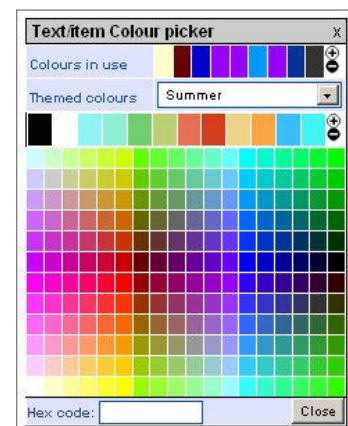 Text/item Colour picker x
Colours in use
Themed colours Summer
Hex code: Close